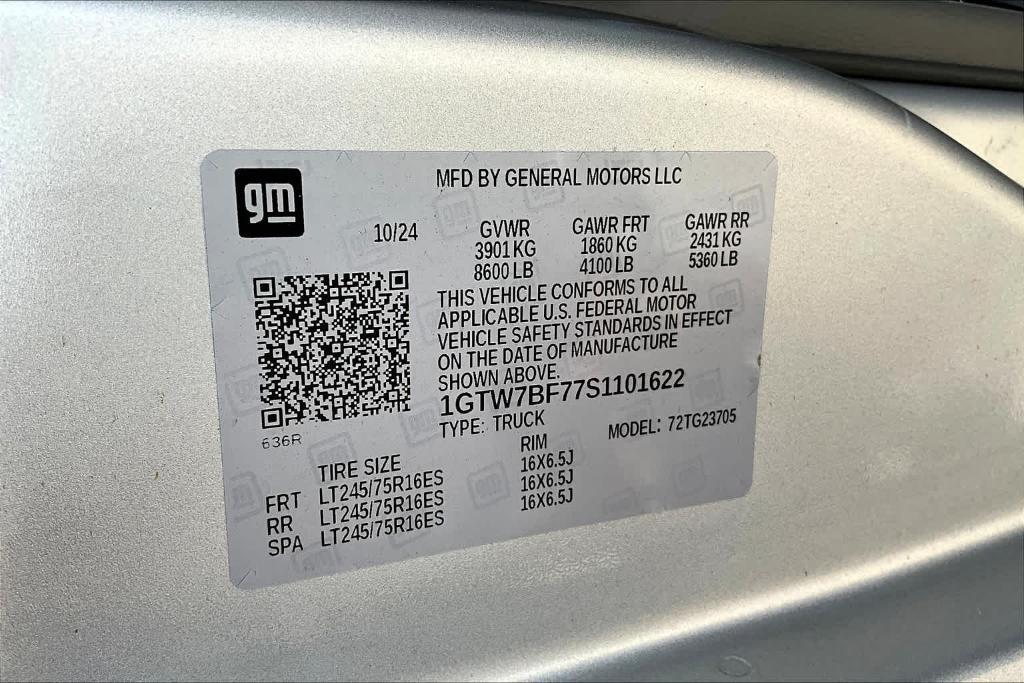 gm
MFD BY GENERAL MOTORS LLC
10/24 GVWR GAWR FRT GAWR RR
3901 KG 1860 KG 2431 KG
8600 LB 4100 LB 5360 LB
THIS VEHICLE CONFORMS TO ALL
APPLICABLE U.S. FEDERAL MOTOR
VEHICLE SAFETY STANDARDS IN EFFECT
ON THE DATE OF MANUFACTURE
SHOWN ABOVE.
1GTW7BF77S1101622
TYPE: TRUCK MODEL: 72TG23705
636R
TIRE SIZE RIM
FRT LT245/75R16ES 16X6.5J
RR LT245/75R16ES 16X6.5J
SPA LT245/75R16ES 16X6.5J